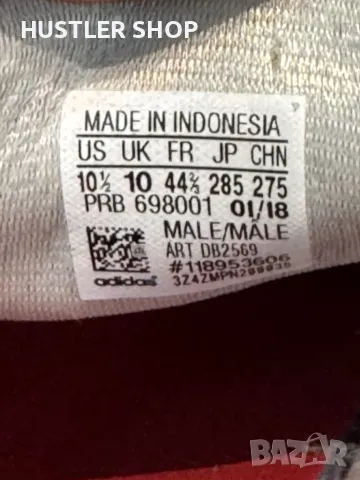 HUSTLER SHOP
MADE IN INDONESIA
US UK FR JP CHN
10½ 10 44⅔ 285 275
PRB 698001 01/18
MALE/MÂLE
ART DB2569
#118953606
adidas
BAZAR